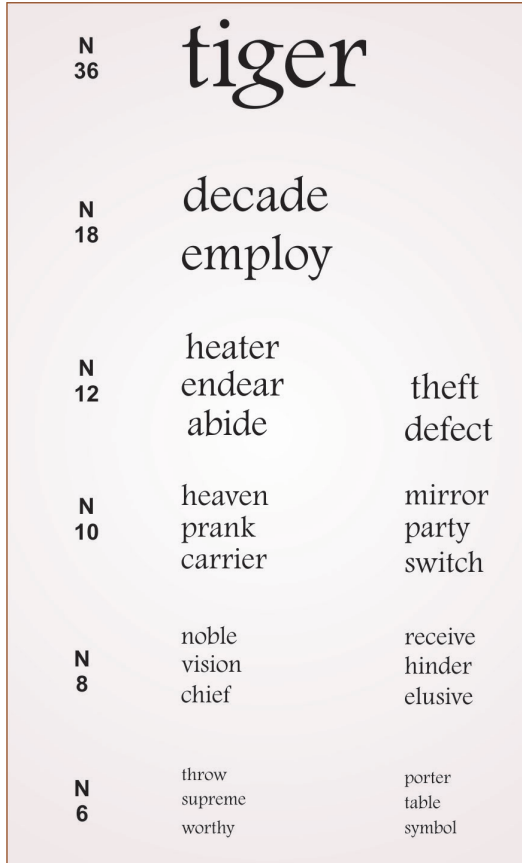 N
36
tiger
N
18
decade
employ
N
12
heater
endear
abide
theft
defect
N
10
heaven
prank
carrier
mirror
party
switch
N
8
noble
vision
chief
receive
hinder
elusive
N
6
throw
supreme
worthy
porter
table
symbol